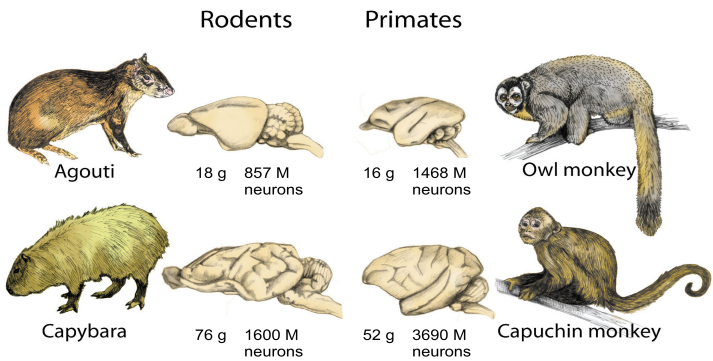 Rodents Primates
Agouti 18 g 857 M 16 g 1468 M Owl monkey
neurons neurons
Capybara 76 g 1600 M 52 g 3690 M Capuchin monkey
neurons neurons